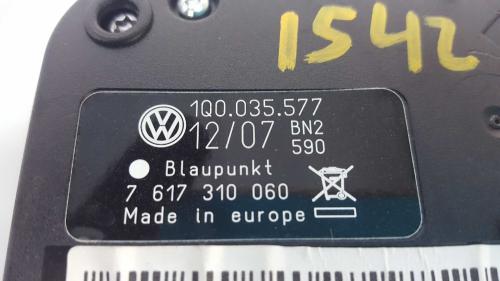 1542
1Q0.035.577
12/07 BN2
590
Blaupunkt
7 617 310 060
Made in europe